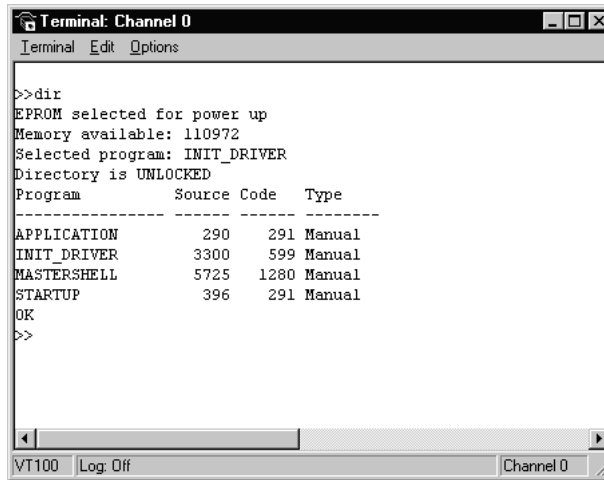 Terminal: Channel 0
Terminal Edit Options
>>dir
EPROM selected for power up
Memory available: 110972
Selected program: INIT_DRIVER
Directory is UNLOCKED
Program Source Code Type
---------------- ------ ------ --------
APPLICATION 290 291 Manual
INIT_DRIVER 3300 599 Manual
MASTERSHELL 5725 1280 Manual
STARTUP 396 291 Manual
OK
>>
VT100 Log: Off Channel 0